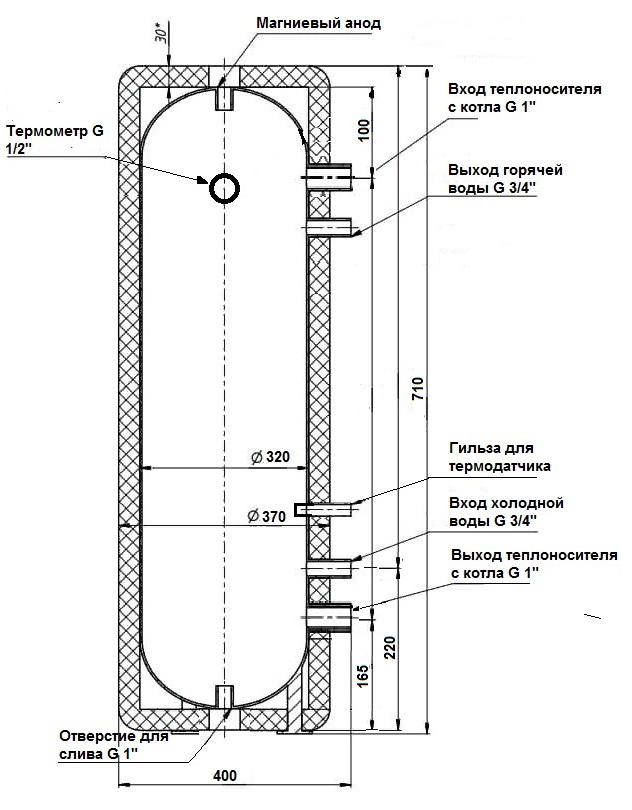 Магниевый анод
30*
Вход теплоносителя
с котла G 1"
100
Термометр G
1/2"
Выход горячей
воды G 3/4"
710
Гильза для
термодатчика
Ø 320
Вход холодной
воды G 3/4"
Ø 370
Выход теплоносителя
с котла G 1"
220
165
Отверстие для
слива G 1"
400